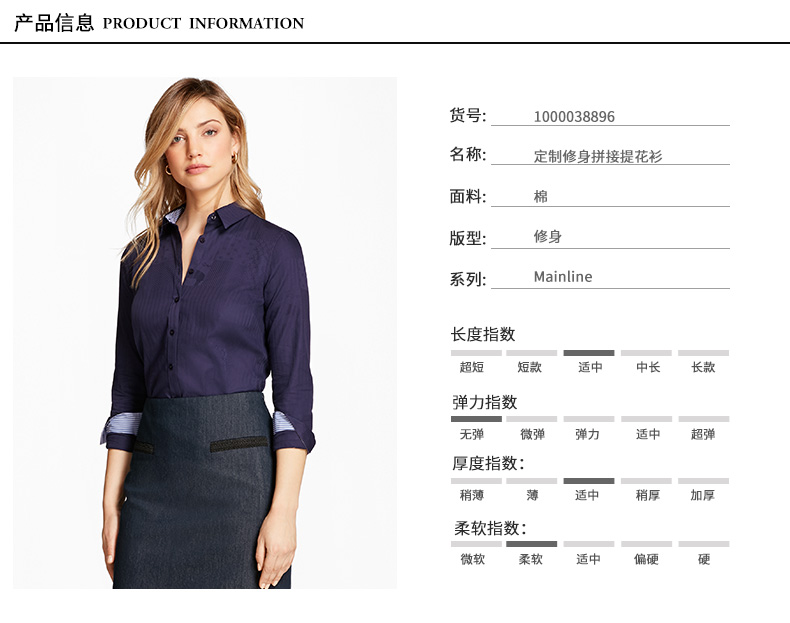 产品信息 PRODUCT INFORMATION
货号: 1000038896
名称: 定制修身拼接提花衫
面料: 棉
版型: 修身
系列: Mainline
长度指数
超短 短款 适中 中长 长款
弹力指数
无弹 微弹 弹力 适中 超弹
厚度指数:
稍薄 薄 适中 稍厚 加厚
柔软指数:
微软 柔软 适中 偏硬 硬